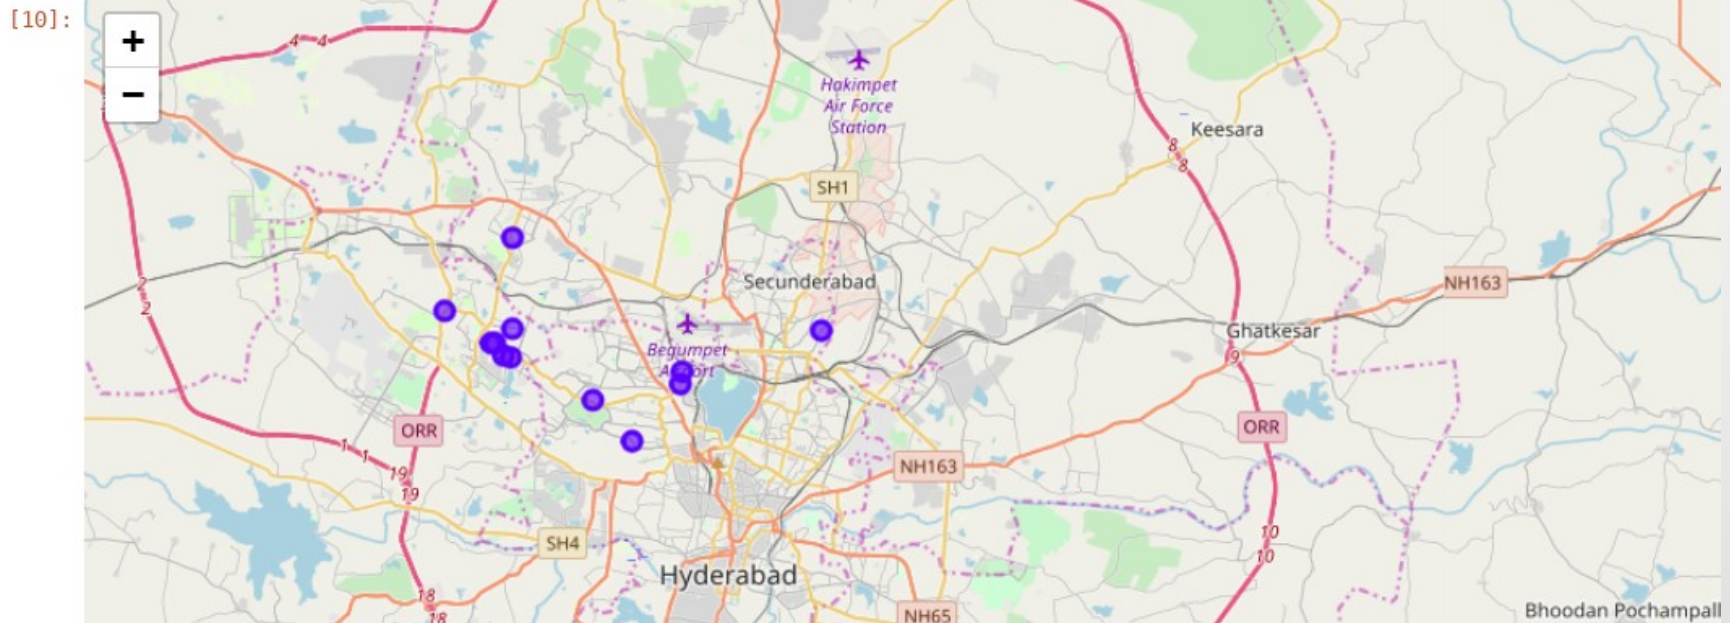 [10]:
+
−
4 4
Hakimpet
Air Force
Station
Keesara
8
8
SH1
2
2
Secunderabad
NH163
Ghatkesar
9
Begumpet
ORR
ORR
1
1
19
19
NH163
10
10
SH4
Hyderabad
18
18
NH65
Bhoodan Pochampall